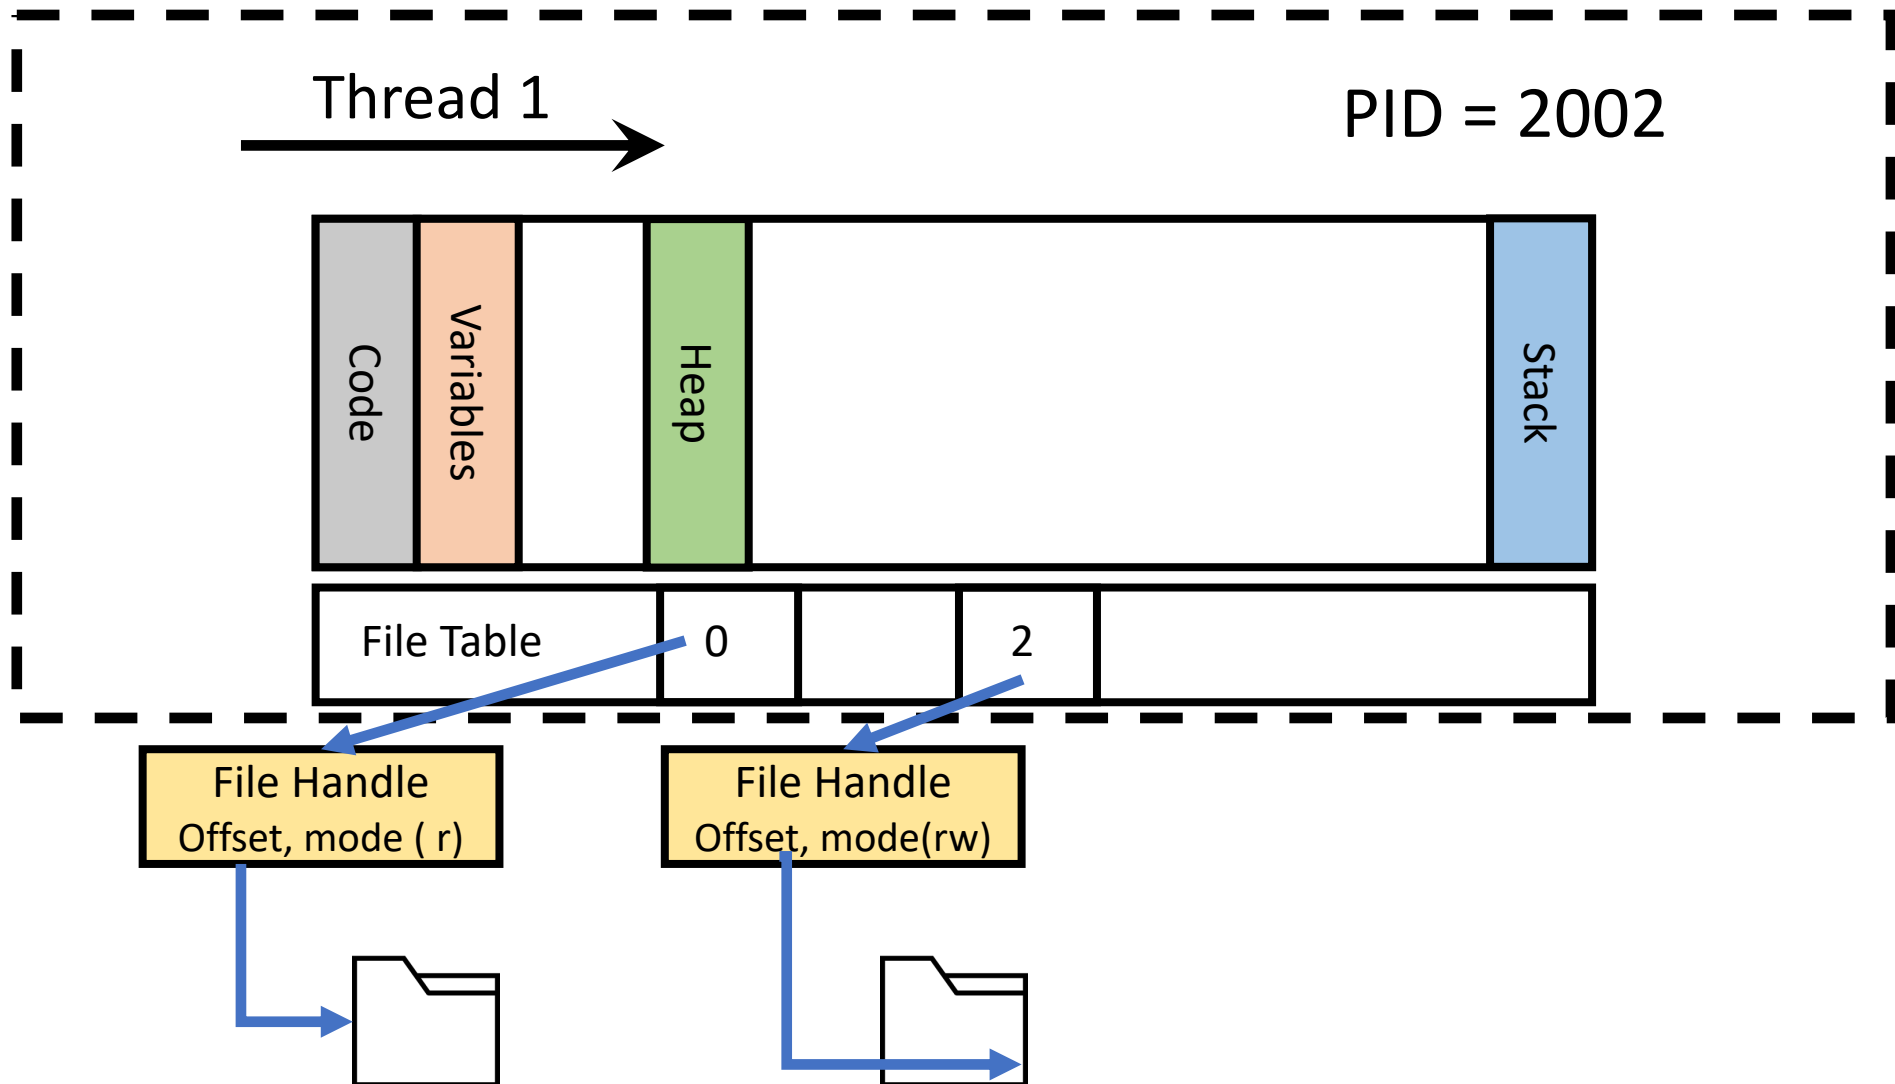 Thread 1
PID = 2002
Code
Variables
Heap
Stack
File Table
0
2
File Handle
Offset, mode ( r)
File Handle
Offset, mode(rw)